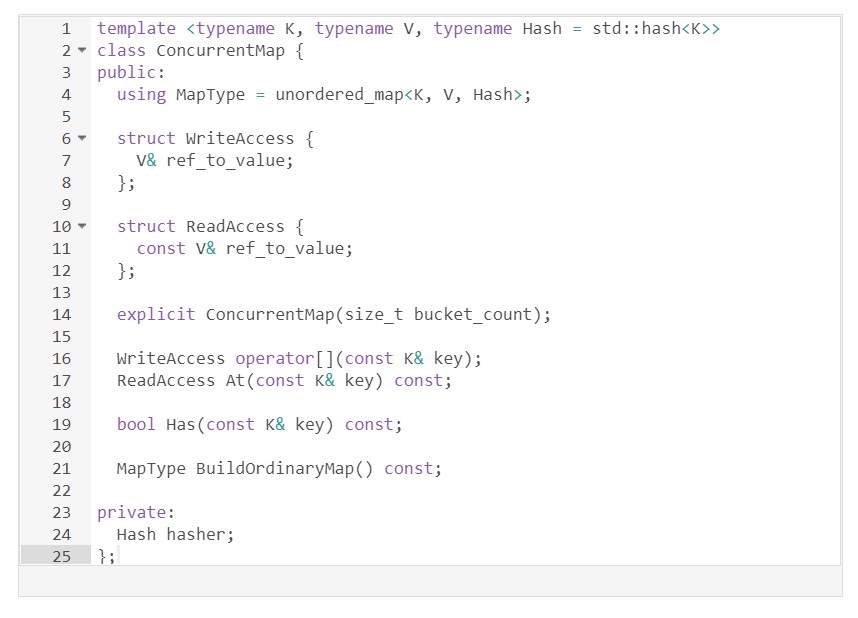 1 template <typename K, typename V, typename Hash = std::hash<K>>
2 class ConcurrentMap {
3 public:
4 using MapType = unordered_map<K, V, Hash>;
5
6 struct WriteAccess {
7 V& ref_to_value;
8 };
9
10 struct ReadAccess {
11 const V& ref_to_value;
12 };
13
14 explicit ConcurrentMap(size_t bucket_count);
15
16 WriteAccess operator[](const K& key);
17 ReadAccess At(const K& key) const;
18
19 bool Has(const K& key) const;
20
21 MapType BuildOrdinaryMap() const;
22
23 private:
24 Hash hasher;
25 };